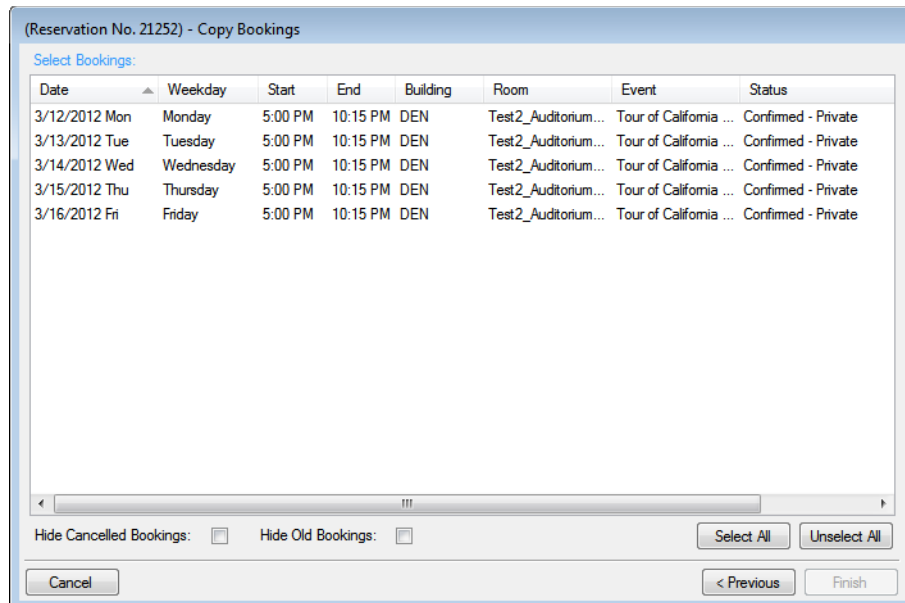 (Reservation No. 21252) - Copy Bookings
Select Bookings:
Date Weekday Start End Building Room Event Status
3/12/2012 Mon Monday 5:00 PM 10:15 PM DEN Test2_Auditorium... Tour of California ... Confirmed - Private
3/13/2012 Tue Tuesday 5:00 PM 10:15 PM DEN Test2_Auditorium... Tour of California ... Confirmed - Private
3/14/2012 Wed Wednesday 5:00 PM 10:15 PM DEN Test2_Auditorium... Tour of California ... Confirmed - Private
3/15/2012 Thu Thursday 5:00 PM 10:15 PM DEN Test2_Auditorium... Tour of California ... Confirmed - Private
3/16/2012 Fri Friday 5:00 PM 10:15 PM DEN Test2_Auditorium... Tour of California ... Confirmed - Private
Hide Cancelled Bookings: Hide Old Bookings: Select All Unselect All
Cancel < Previous Finish